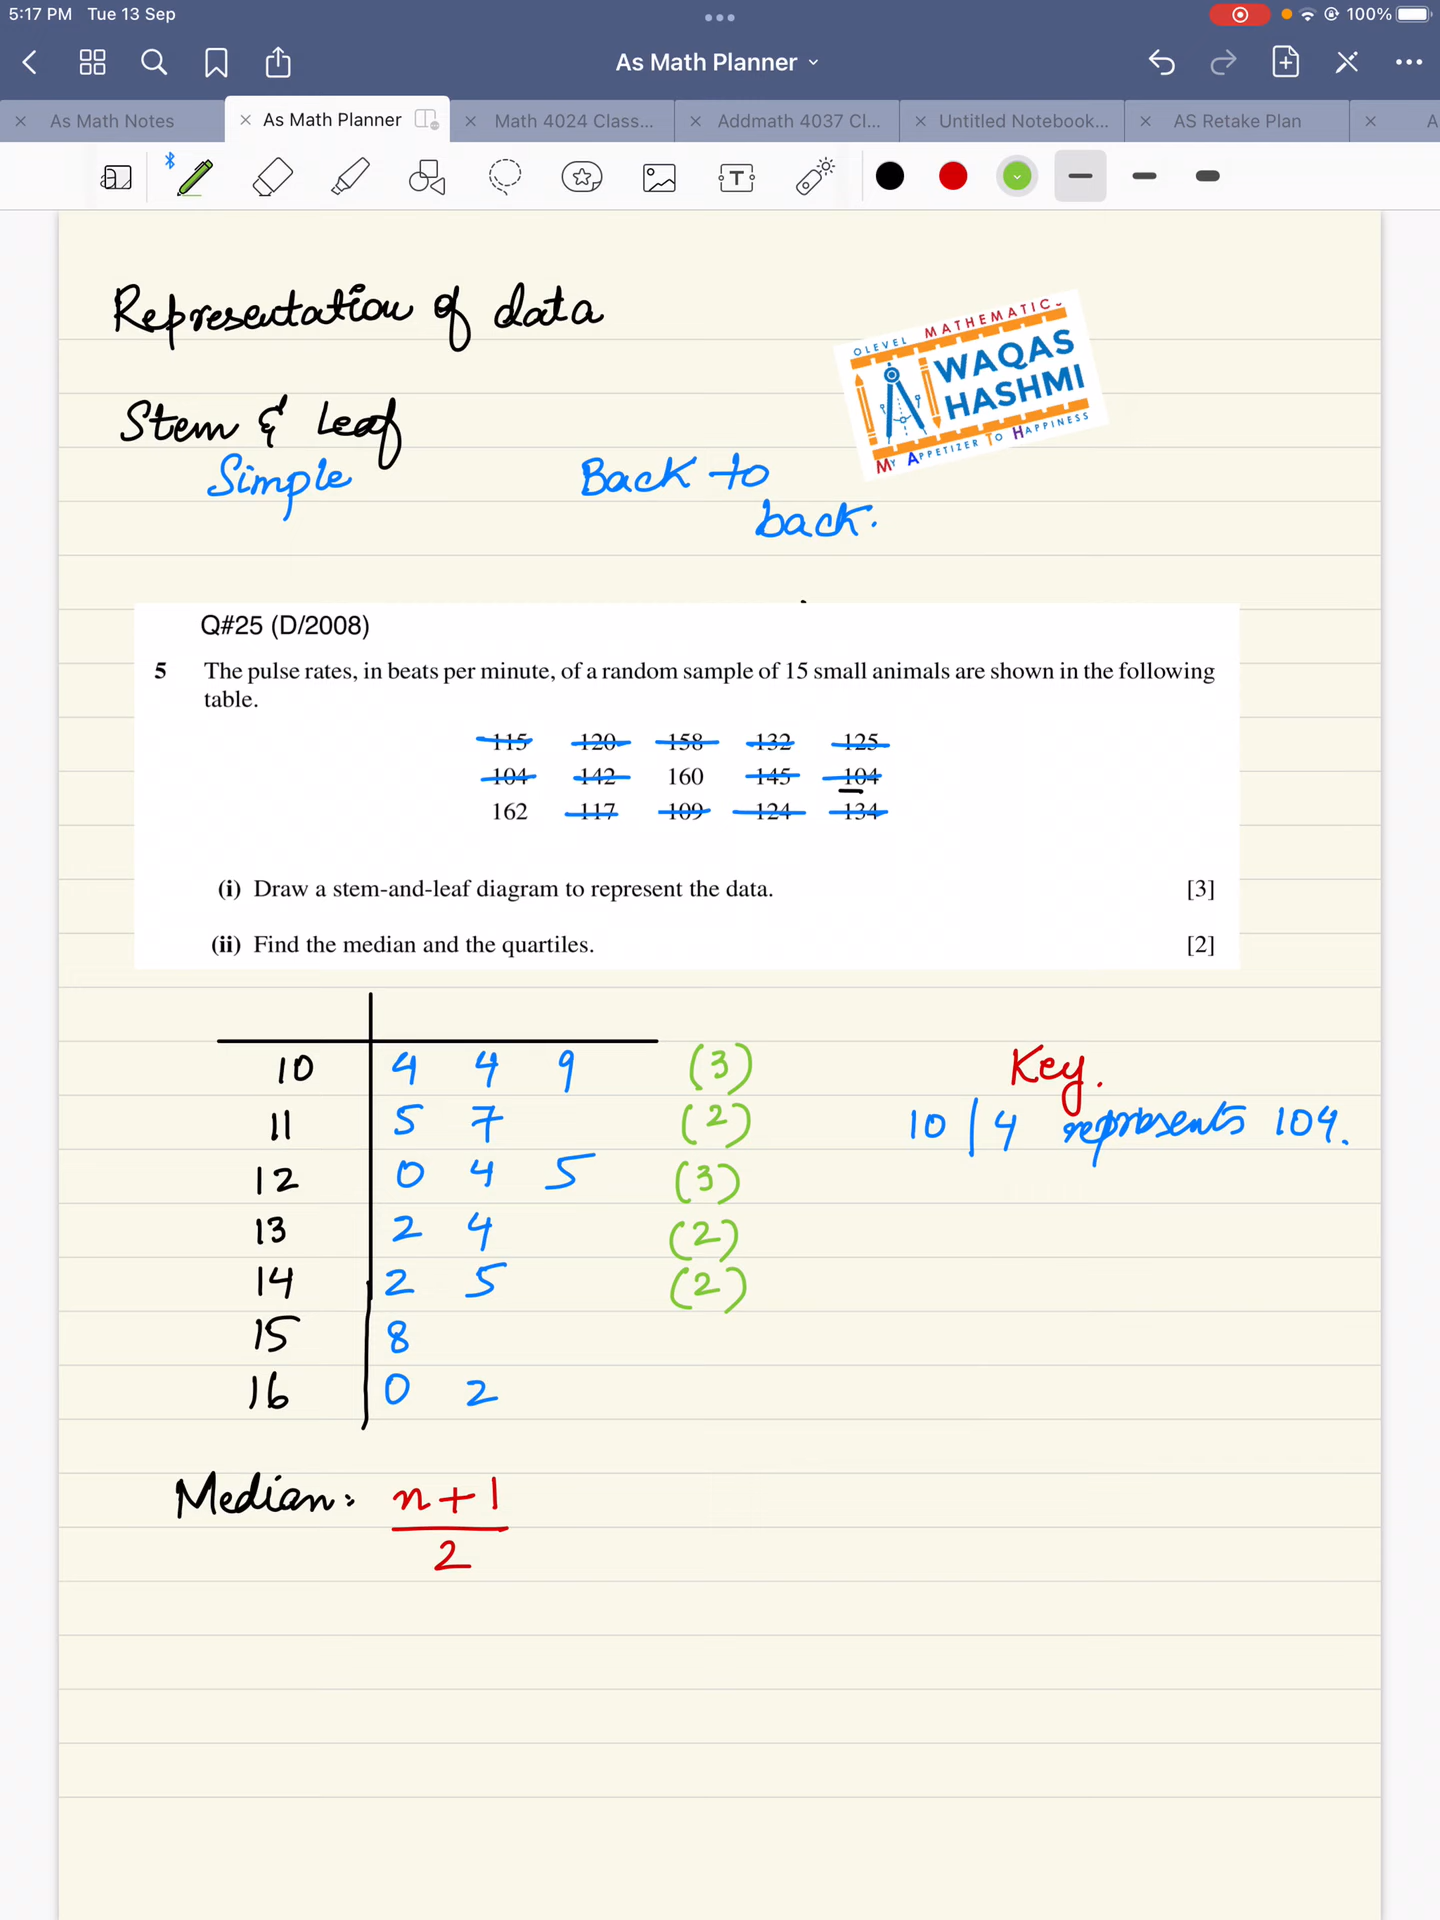 5:17 PM Tue 13 Sep
100%
As Math Planner
As Math Notes
As Math Planner
Math 4024 Class...
Addmath 4037 Cl...
Untitled Notebook...
AS Retake Plan
A
Representation of data
OLEVEL MATHEMATICS
WAQAS
HASHMI
MY APPETIZER TO HAPPINESS
Stem & Leaf
Simple
Back to
back.
Q#25 (D/2008)
5 The pulse rates, in beats per minute, of a random sample of 15 small animals are shown in the following
table.
115 120 158 132 125
104 142 160 145 104
162 117 109 124 134
(i) Draw a stem-and-leaf diagram to represent the data. [3]
(ii) Find the median and the quartiles. [2]
10 | 4 4 9 (3)
11 | 5 7 (2)
12 | 0 4 5 (3)
13 | 2 4 (2)
14 | 2 5 (2)
15 | 8
16 | 0 2
Key.
10 | 4 represents 104.
Median: n+1
2